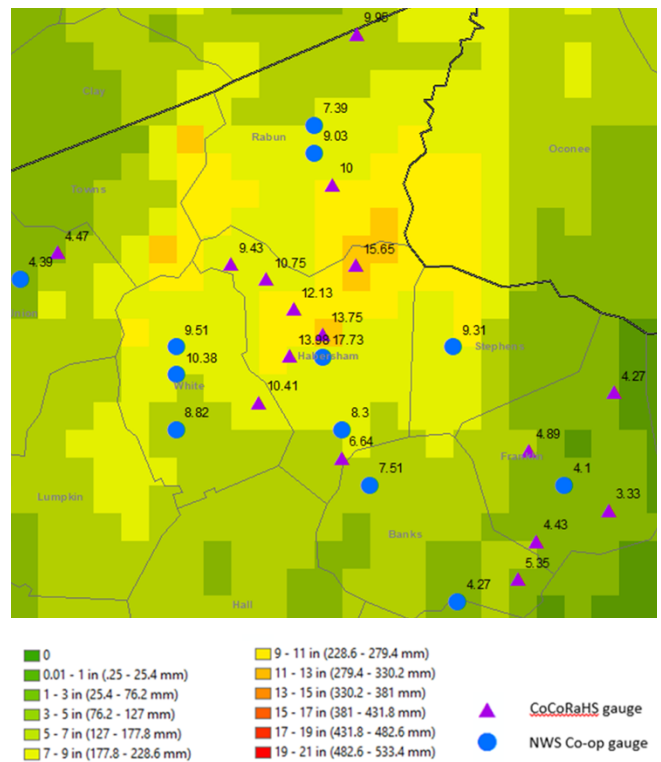 9.95
Clay
7.39
Rabun
9.03
Oconee
10
Towns
4.47
4.39
9.43
10.75
15.65
12.13
13.75
9.51
13.98
17.73
Habersham
9.31
Stephens
10.38
White
10.41
4.27
8.82
8.3
6.64
4.89
Franklin
7.51
4.1
Lumpkin
3.33
Banks
4.43
5.35
4.27
Hall
0
0.01 - 1 in (.25 - 25.4 mm)
1 - 3 in (25.4 - 76.2 mm)
3 - 5 in (76.2 - 127 mm)
5 - 7 in (127 - 177.8 mm)
7 - 9 in (177.8 - 228.6 mm)
9 - 11 in (228.6 - 279.4 mm)
11 - 13 in (279.4 - 330.2 mm)
13 - 15 in (330.2 - 381 mm)
15 - 17 in (381 - 431.8 mm)
17 - 19 in (431.8 - 482.6 mm)
19 - 21 in (482.6 - 533.4 mm)
CoCoRaHS gauge
NWS Co-op gauge